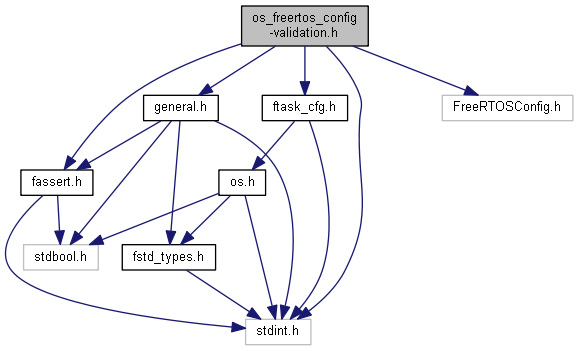 os_freertos_config
-validation.h
general.h
ftask_cfg.h
FreeRTOSConfig.h
fassert.h
os.h
stdbool.h
fstd_types.h
stdint.h